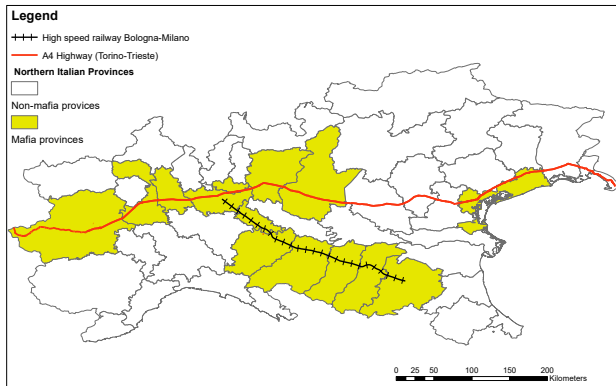 Legend
High speed railway Bologna-Milano
A4 Highway (Torino-Trieste)
Northern Italian Provinces
Non-mafia provices
Mafia provinces
0 25 50 100 150 200
Kilometers